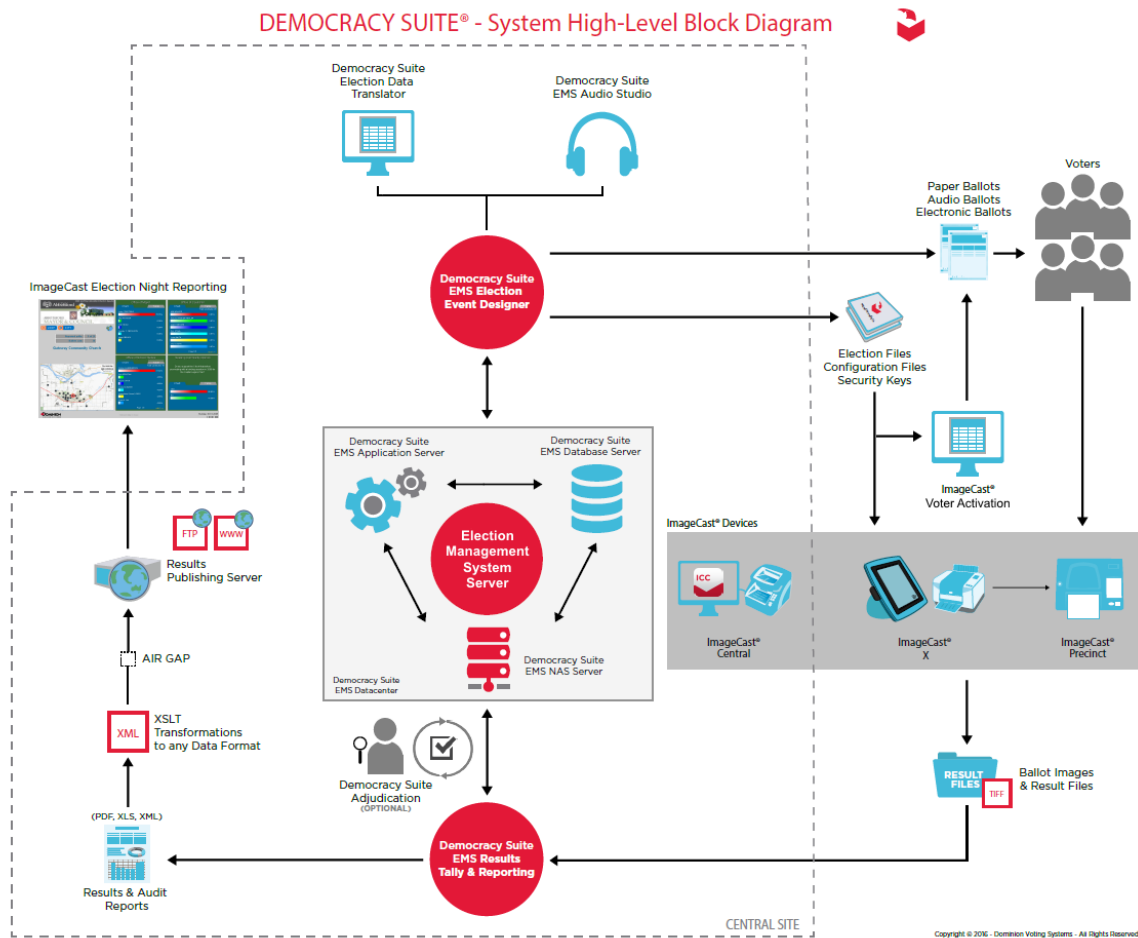 DEMOCRACY SUITE® - System High-Level Block Diagram
Democracy Suite
Election Data
Translator
Democracy Suite
EMS Audio Studio
Voters
Paper Ballots
Audio Ballots
Electronic Ballots
Democracy Suite
EMS Election
Event Designer
ImageCast Election Night Reporting
Election Files
Configuration Files
Security Keys
Democracy Suite
EMS Application Server
Democracy Suite
EMS Database Server
ImageCast®
Voter Activation
Election
Management
System
Server
FTP
WWW
Results
Publishing Server
ImageCast® Devices
ICC
ImageCast®
Central
ImageCast®
X
ImageCast®
Precinct
Democracy Suite
EMS NAS Server
Democracy Suite
EMS Datacenter
AIR GAP
XML
XSLT
Transformations
to any Data Format
Democracy Suite
Adjudication
(OPTIONAL)
RESULT
FILES
TIFF
Ballot Images
& Result Files
(PDF, XLS, XML)
Results & Audit
Reports
Democracy Suite
EMS Results
Tally & Reporting
CENTRAL SITE
Copyright © 2016 - Dominion Voting Systems - All Rights Reserved